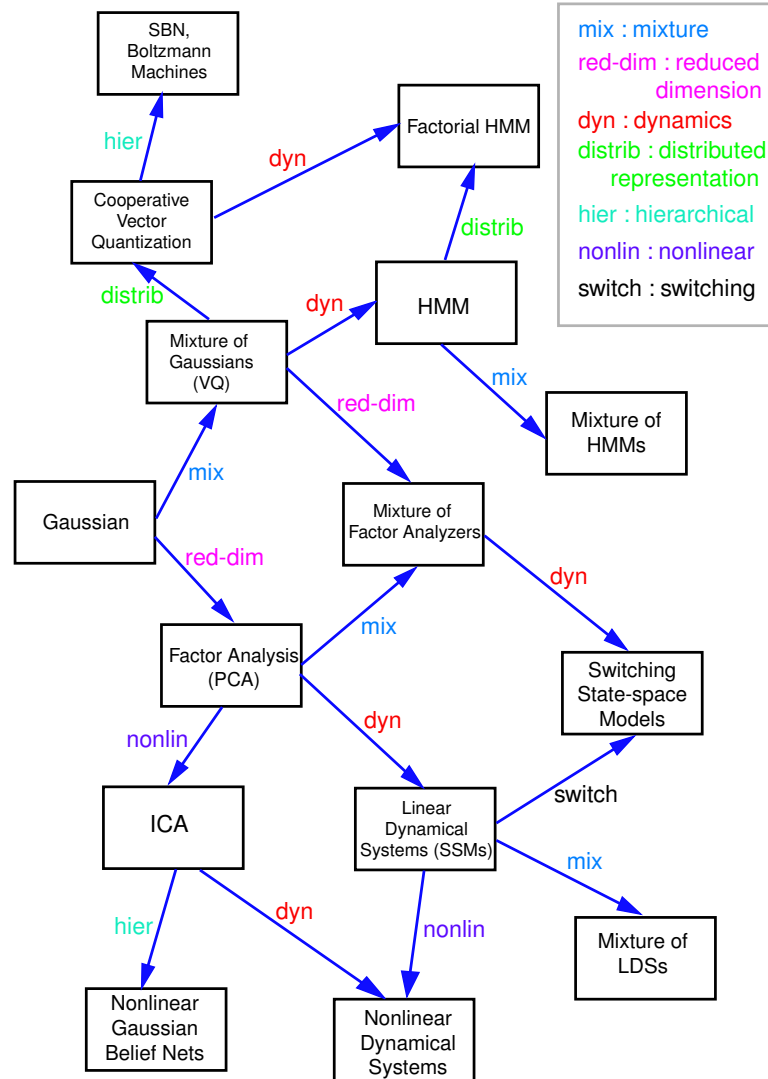 SBN,
Boltzmann
Machines
mix : mixture
red-dim : reduced
dimension
dyn : dynamics
distrib : distributed
representation
hier : hierarchical
nonlin : nonlinear
switch : switching
hier
dyn
Factorial HMM
Cooperative
Vector
Quantization
distrib
distrib
dyn
HMM
Mixture of
Gaussians
(VQ)
mix
red-dim
Mixture of
HMMs
mix
Gaussian
Mixture of
Factor Analyzers
red-dim
dyn
mix
Factor Analysis
(PCA)
Switching
State-space
Models
nonlin
dyn
switch
ICA
Linear
Dynamical
Systems (SSMs)
mix
hier
dyn
nonlin
Mixture of
LDSs
Nonlinear
Gaussian
Belief Nets
Nonlinear
Dynamical
Systems